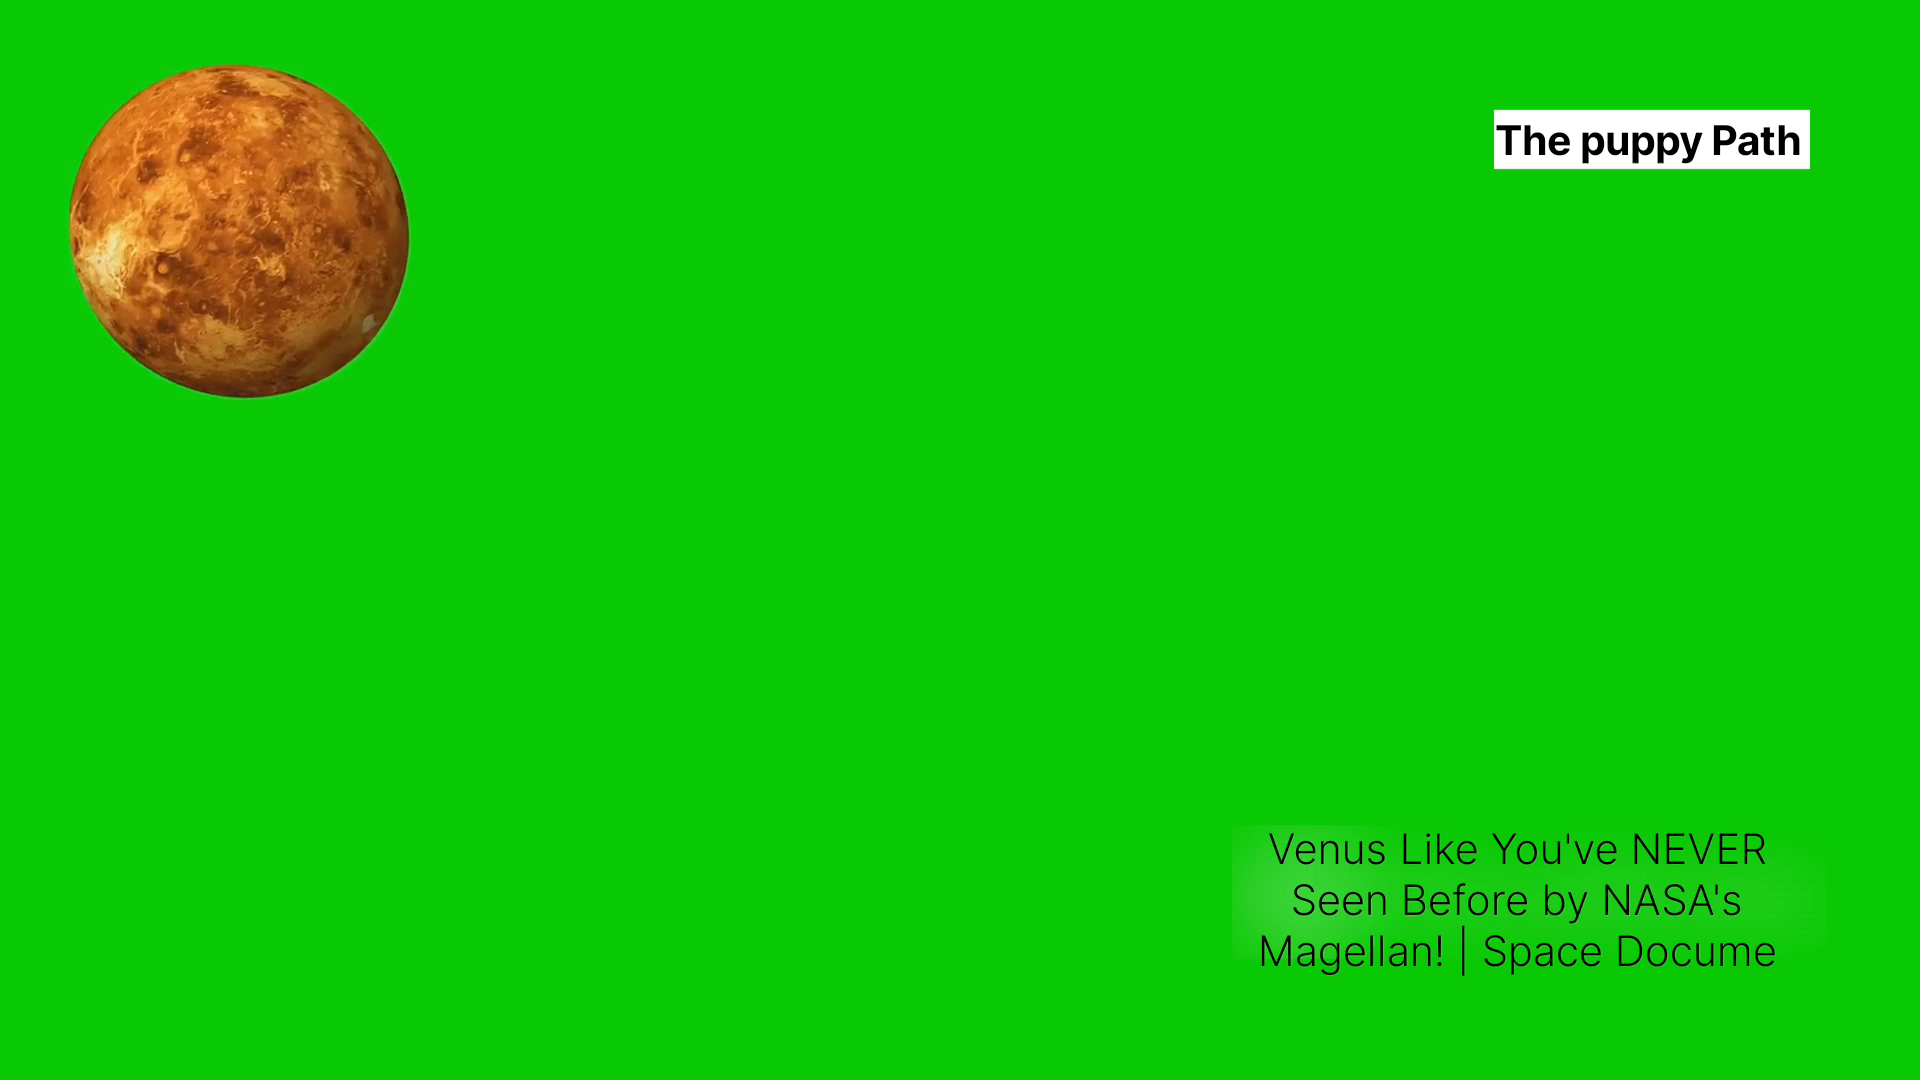 The puppy Path
Venus Like You've NEVER
Seen Before by NASA's
Magellan! | Space Docume